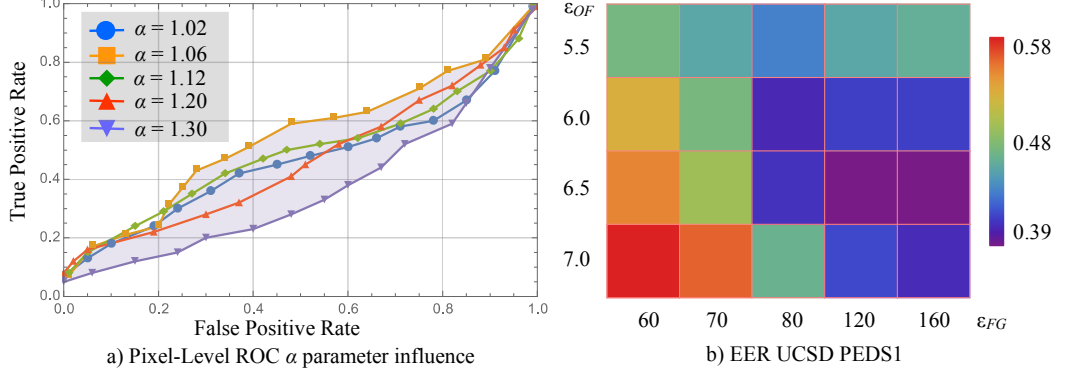 1.0
0.8
0.6
0.4
0.2
0.0
True Positive Rate
α = 1.02
α = 1.06
α = 1.12
α = 1.20
α = 1.30
0.0 0.2 0.4 0.6 0.8 1.0
False Positive Rate
a) Pixel-Level ROC α parameter influence
εOF
5.5
6.0
6.5
7.0
60 70 80 120 160 εFG
0.58
0.48
0.39
b) EER UCSD PEDS1